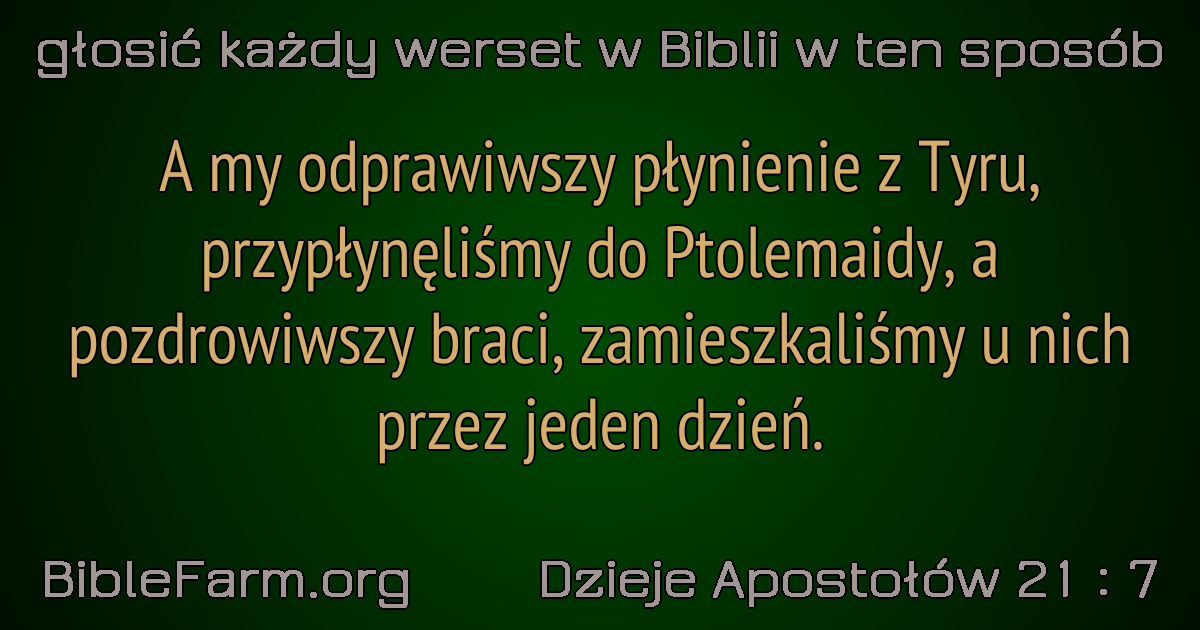 głosić każdy werset w Biblii w ten sposób
A my odprawiwszy płynienie z Tyru,
przypłynęliśmy do Ptolemaidy, a
pozdrowiwszy braci, zamieszkaliśmy u nich
przez jeden dzień.
BibleFarm.org Dzieje Apostołów 21 : 7